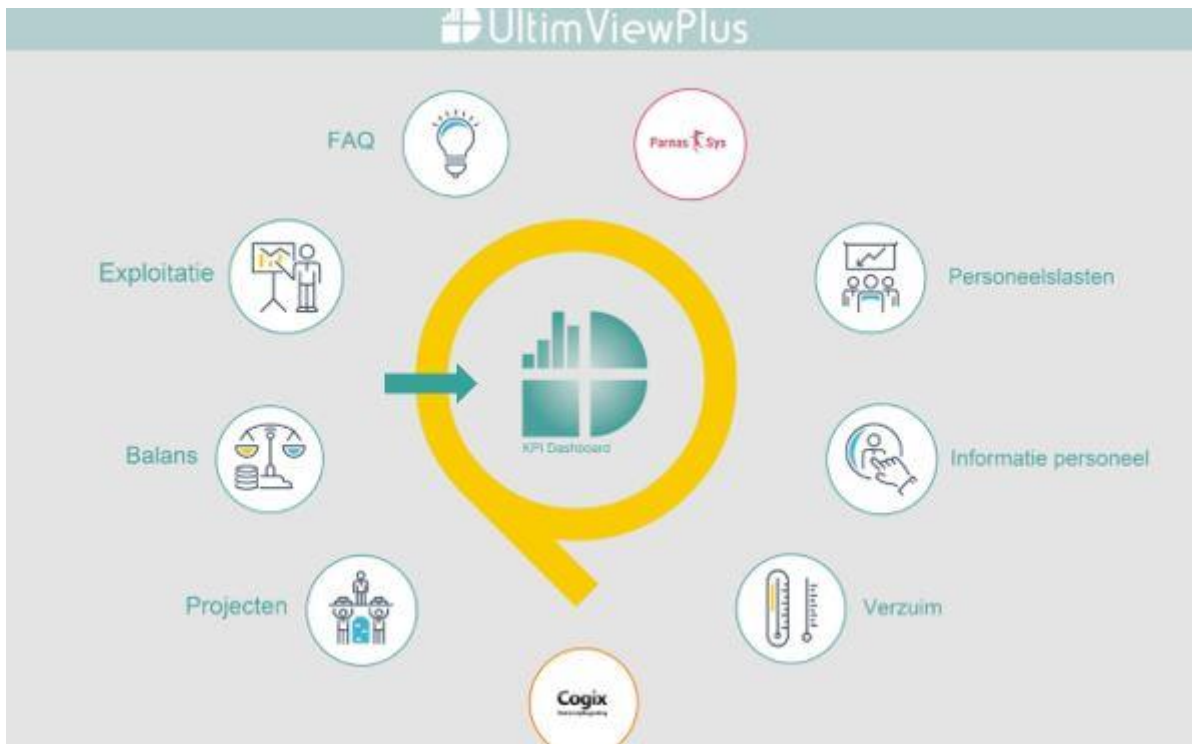 UltimViewPlus
FAQ
Parnas Sys
Exploitatie
Personeelslasten
KPI Dashboard
Balans
Informatie personeel
Projecten
Verzuim
Cogix